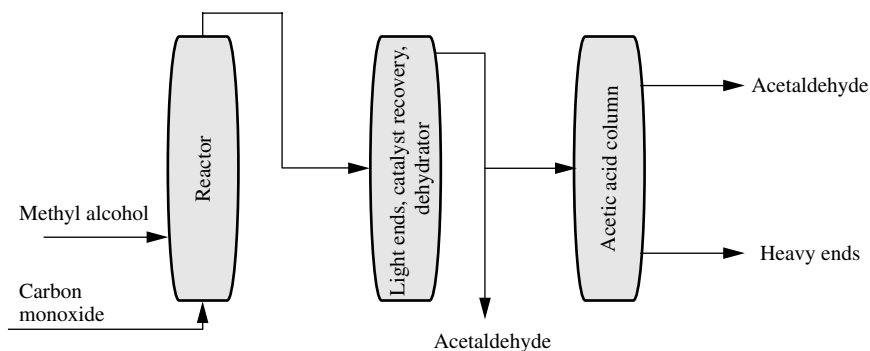 Methyl alcohol
Carbon
monoxide
Reactor
Light ends, catalyst recovery,
dehydrator
Acetaldehyde
Acetic acid column
Acetaldehyde
Heavy ends